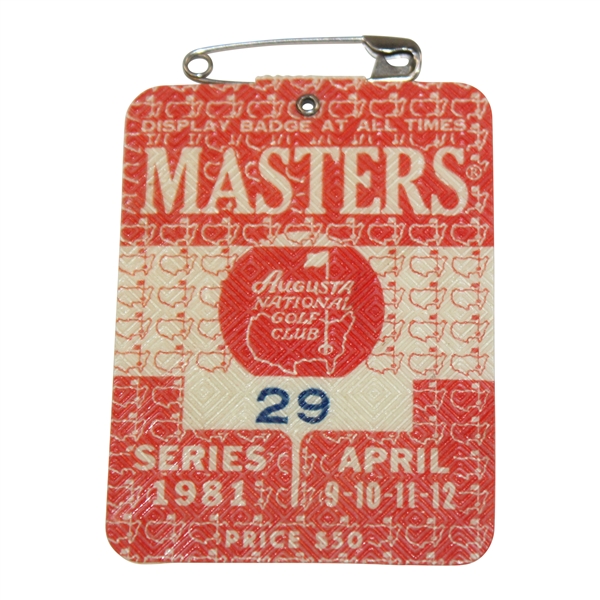 DISPLAY BADGE AT ALL TIMES
MASTERS®
AUGUSTA
NATIONAL
GOLF
CLUB
29
SERIES APRIL
1981 9-10-11-12
PRICE $50